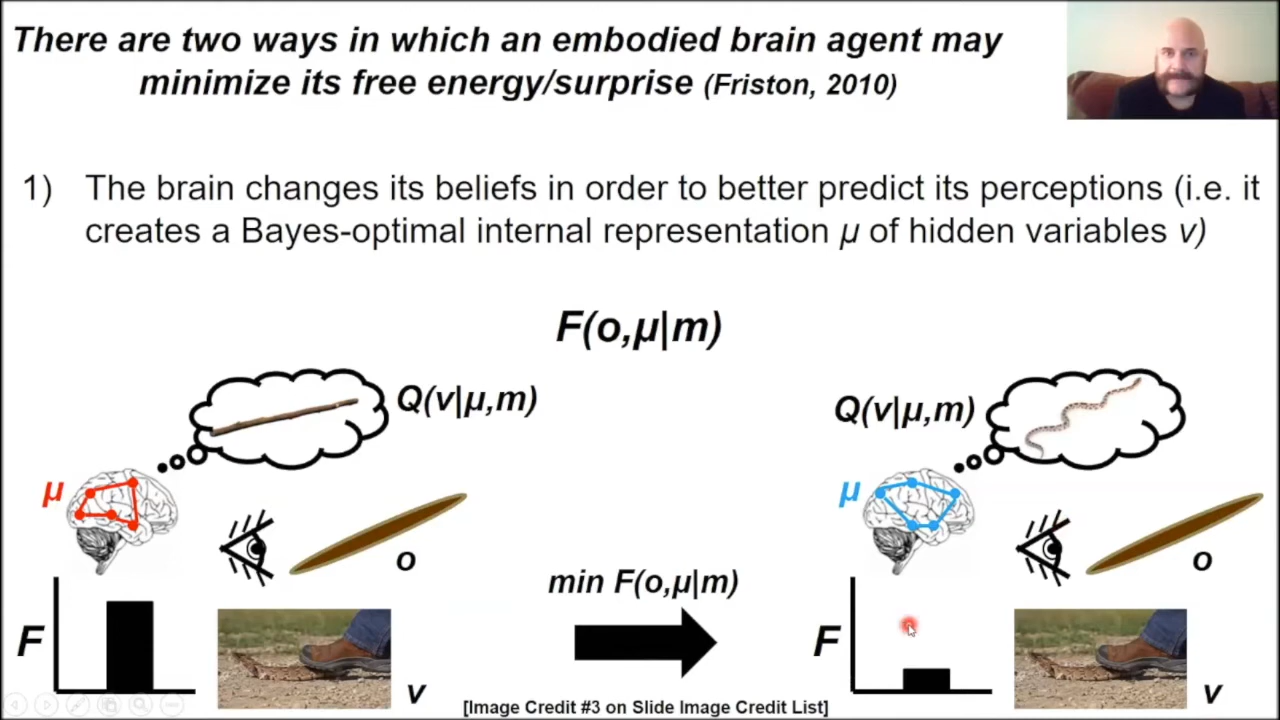 There are two ways in which an embodied brain agent may
minimize its free energy/surprise (Friston, 2010)
1) The brain changes its beliefs in order to better predict its perceptions (i.e. it
creates a Bayes-optimal internal representation μ of hidden variables v)
F(o,μ|m)
Q(v|μ,m)
Q(v|μ,m)
μ
μ
o
o
min F(o,μ|m)
F
F
v
v
[Image Credit #3 on Slide Image Credit List]